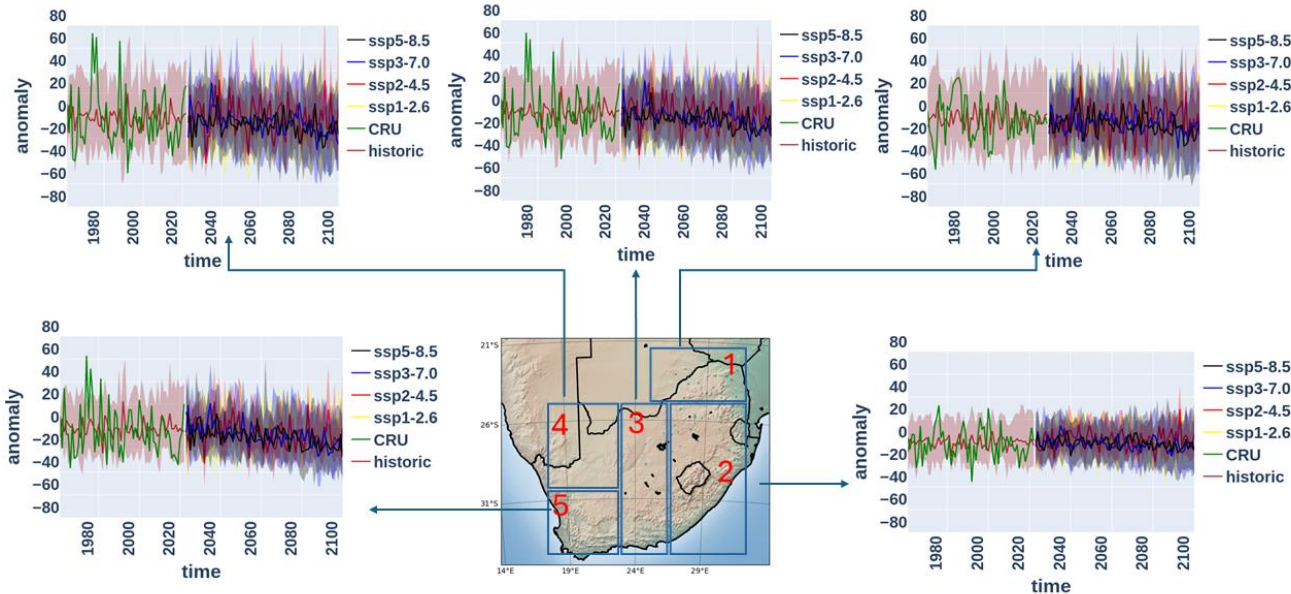 80
60
40
20
0
−20
−40
60
80
anomaly
1980
2000
2020
2040
2060
2080
2100
time
ssp5-8.5
ssp3-7.0
ssp2-4.5
ssp1-2.6
CRU
historic
80
60
40
20
0
−20
−40
−60
−80
anomaly
1980
2000
2020
2040
2060
2080
2100
time
ssp5-8.5
ssp3-7.0
ssp2-4.5
ssp1-2.6
CRU
historic
80
60
40
20
0
−20
−40
−60
−80
anomaly
1980
2000
2020
2040
2060
2080
2100
time
ssp5-8.5
ssp3-7.0
ssp2-4.5
ssp1-2.6
CRU
historic
80
60
40
20
0
−20
−40
−60
−80
anomaly
1980
2000
2020
2040
2060
2080
2100
time
ssp5-8.5
ssp3-7.0
ssp2-4.5
ssp1-2.6
CRU
historic
21°S
26°S
31°S
14°E
19°E
24°E
29°E
1
4
3
2
5
80
60
40
20
0
−20
−40
−60
−80
anomaly
1980
2000
2020
2040
2060
2080
2100
time
ssp5-8.5
ssp3-7.0
ssp2-4.5
ssp1-2.6
CRU
historic